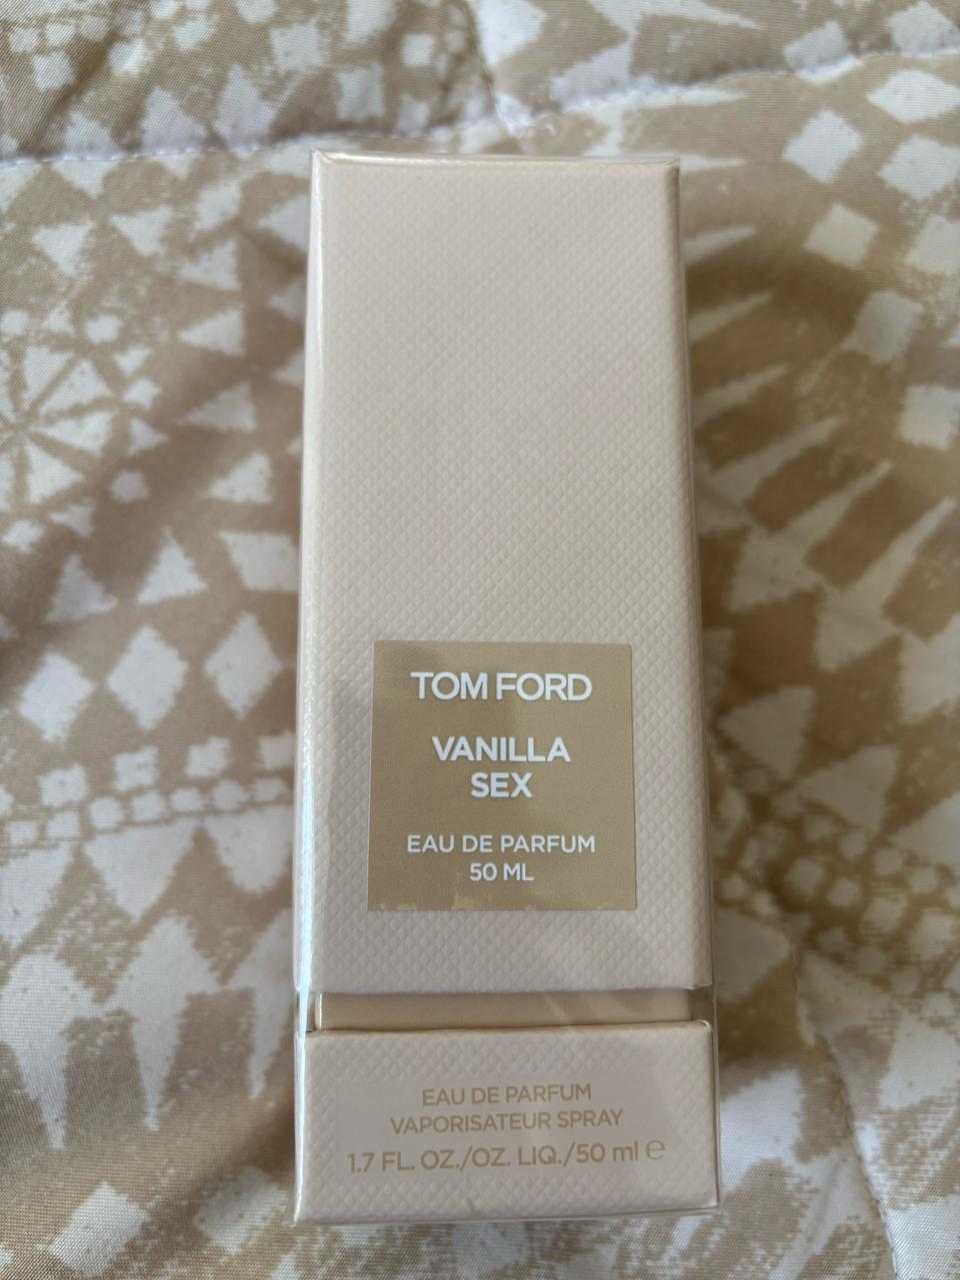 TOM FORD
VANILLA
SEX
EAU DE PARFUM
50 ML
EAU DE PARFUM
VAPORISATEUR SPRAY
1.7 FL. OZ./OZ. LIQ./50 ml ℮